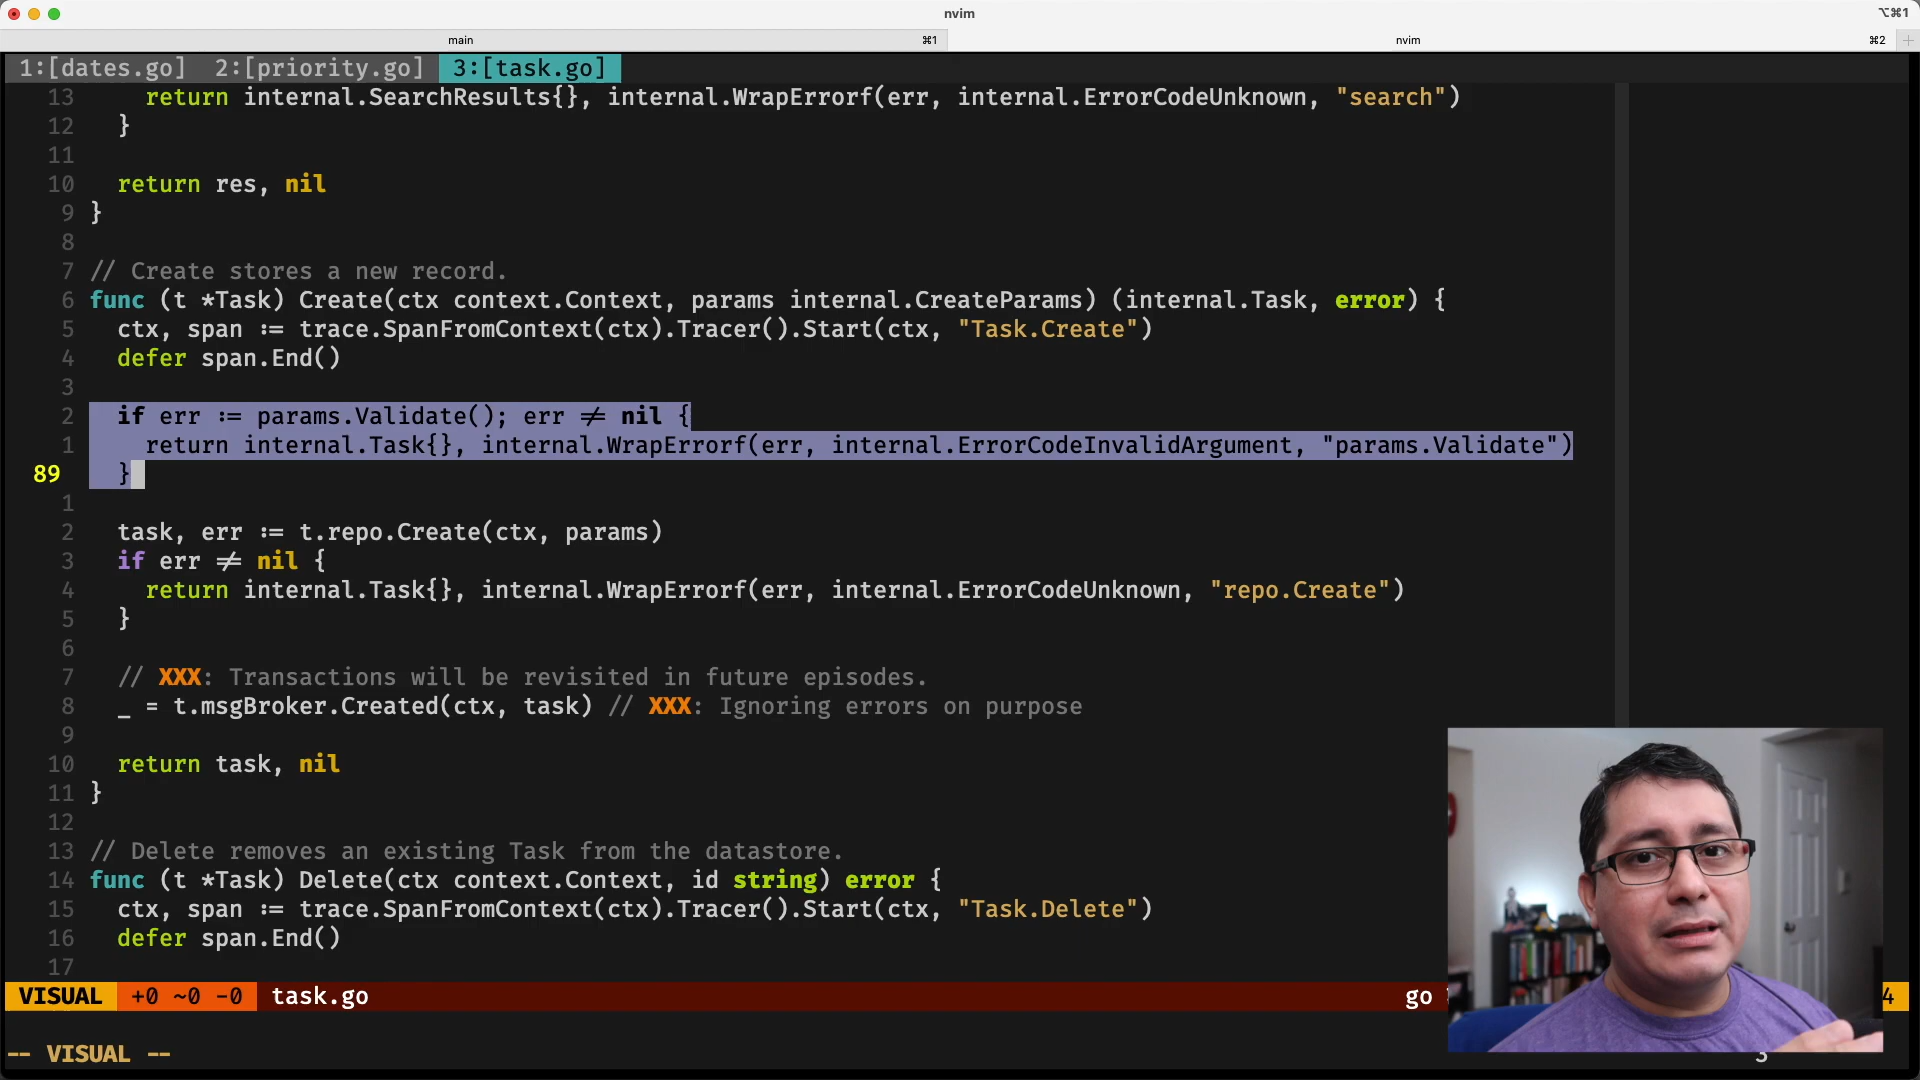 nvim
⌥⌘1
main ⌘1 nvim ⌘2 +
1:[dates.go] 2:[priority.go] 3:[task.go]
13 return internal.SearchResults{}, internal.WrapErrorf(err, internal.ErrorCodeUnknown, "search")
12 }
11
10 return res, nil
9 }
8
7 // Create stores a new record.
6 func (t *Task) Create(ctx context.Context, params internal.CreateParams) (internal.Task, error) {
5 ctx, span := trace.SpanFromContext(ctx).Tracer().Start(ctx, "Task.Create")
4 defer span.End()
3
2 if err := params.Validate(); err != nil {
1 return internal.Task{}, internal.WrapErrorf(err, internal.ErrorCodeInvalidArgument, "params.Validate")
89 }
1
2 task, err := t.repo.Create(ctx, params)
3 if err != nil {
4 return internal.Task{}, internal.WrapErrorf(err, internal.ErrorCodeUnknown, "repo.Create")
5 }
6
7 // XXX: Transactions will be revisited in future episodes.
8 _ = t.msgBroker.Created(ctx, task) // XXX: Ignoring errors on purpose
9
10 return task, nil
11 }
12
13 // Delete removes an existing Task from the datastore.
14 func (t *Task) Delete(ctx context.Context, id string) error {
15 ctx, span := trace.SpanFromContext(ctx).Tracer().Start(ctx, "Task.Delete")
16 defer span.End()
17
VISUAL +0 ~0 -0 task.go go 4
-- VISUAL -- 3